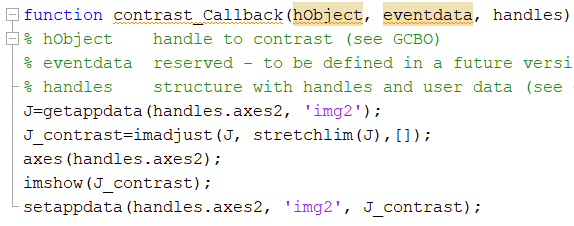 function contrast_Callback(hObject, eventdata, handles)
% hObject    handle to contrast (see GCBO)
% eventdata  reserved - to be defined in a future versi
% handles    structure with handles and user data (see
J=getappdata(handles.axes2, 'img2');
J_contrast=imadjust(J, stretchlim(J),[]);
axes(handles.axes2);
imshow(J_contrast);
setappdata(handles.axes2, 'img2', J_contrast);